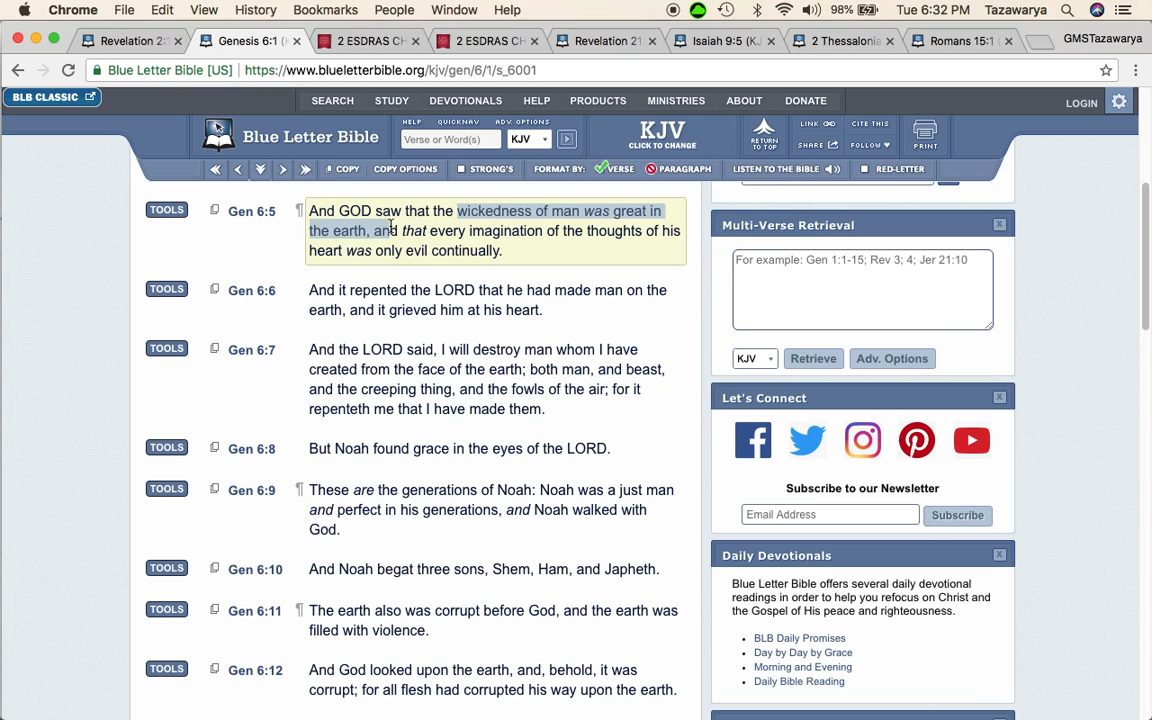 Chrome File Edit View History Bookmarks People Window Help 98% Tue 6:32 PM Tazawarya
Revelation 2:1 × Genesis 6:1 ( K × 2 ESDRAS CH × 2 ESDRAS CH × Revelation 21 × Isaiah 9:5 (KJ × 2 Thessalonia × Romans 15:1 × GMSTazawarya
Blue Letter Bible [US] | https://www.blueletterbible.org/kjv/gen/6/1/s_6001
BLB CLASSIC
SEARCH STUDY DEVOTIONALS HELP PRODUCTS MINISTRIES ABOUT DONATE LOGIN
Blue Letter Bible
HELP QUICKNAV ADV. OPTIONS
Verse or Word(s) KJV
KJV
CLICK TO CHANGE
RETURN
TO TOP
LINK CITE THIS
SHARE FOLLOW
PRINT
COPY COPY OPTIONS STRONG'S FORMAT BY: VERSE PARAGRAPH LISTEN TO THE BIBLE RED-LETTER
TOOLS Gen 6:5 ¶ And GOD saw that the wickedness of man was great in
the earth, and that every imagination of the thoughts of his
heart was only evil continually.
TOOLS Gen 6:6 And it repented the LORD that he had made man on the
earth, and it grieved him at his heart.
TOOLS Gen 6:7 And the LORD said, I will destroy man whom I have
created from the face of the earth; both man, and beast,
and the creeping thing, and the fowls of the air; for it
repenteth me that I have made them.
TOOLS Gen 6:8 But Noah found grace in the eyes of the LORD.
TOOLS Gen 6:9 ¶ These are the generations of Noah: Noah was a just man
and perfect in his generations, and Noah walked with
God.
TOOLS Gen 6:10 And Noah begat three sons, Shem, Ham, and Japheth.
TOOLS Gen 6:11 ¶ The earth also was corrupt before God, and the earth was
filled with violence.
TOOLS Gen 6:12 And God looked upon the earth, and, behold, it was
corrupt; for all flesh had corrupted his way upon the earth.
Multi-Verse Retrieval X
For example: Gen 1:1-15; Rev 3; 4; Jer 21:10
KJV Retrieve Adv. Options
Let's Connect X
Subscribe to our Newsletter
Email Address Subscribe
Daily Devotionals X
Blue Letter Bible offers several daily devotional
readings in order to help you refocus on Christ and
the Gospel of His peace and righteousness.
• BLB Daily Promises
• Day by Day by Grace
• Morning and Evening
• Daily Bible Reading